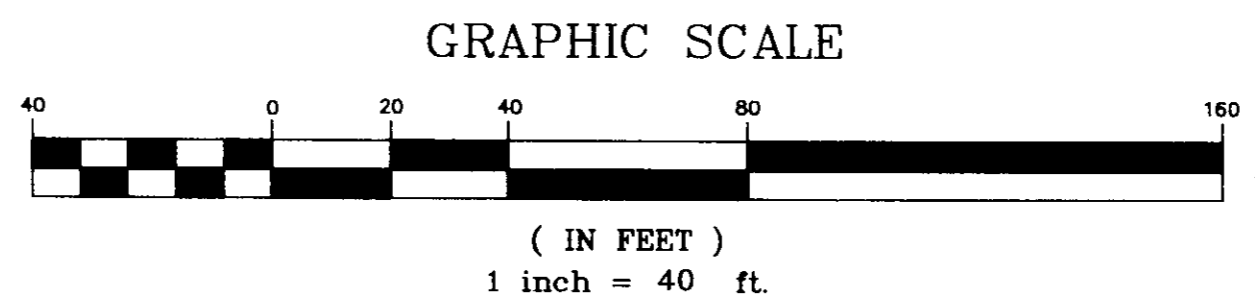 GRAPHIC SCALE
40 0 20 40 80 160
( IN FEET )
1 inch = 40 ft.